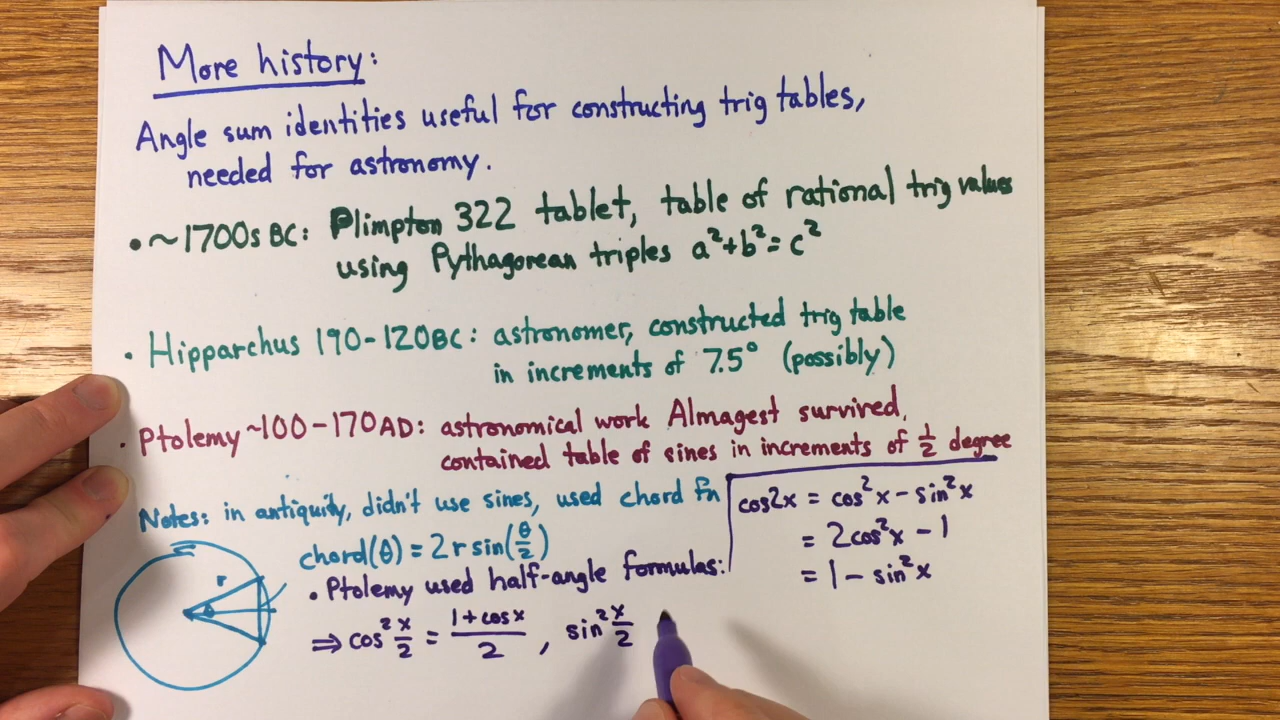 More history:
Angle sum identities useful for constructing trig tables,
needed for astronomy.
• ~1700s BC: Plimpton 322 tablet, table of rational trig values
using Pythagorean triples a²+b²=c²
• Hipparchus 190-120BC: astronomer, constructed trig table
in increments of 7.5° (possibly)
• Ptolemy ~100-170AD: astronomical work Almagest survived,
contained table of sines in increments of 1/2 degree
Notes: in antiquity, didn't use sines, used chord fn
chord(θ) = 2r sin(θ/2)
• Ptolemy used half-angle formulas:
cos2x = cos²x - sin²x
= 2cos²x - 1
= 1 - sin²x
⇒ cos² x/2 = (1+cosx)/2 , sin² x/2
r
θ